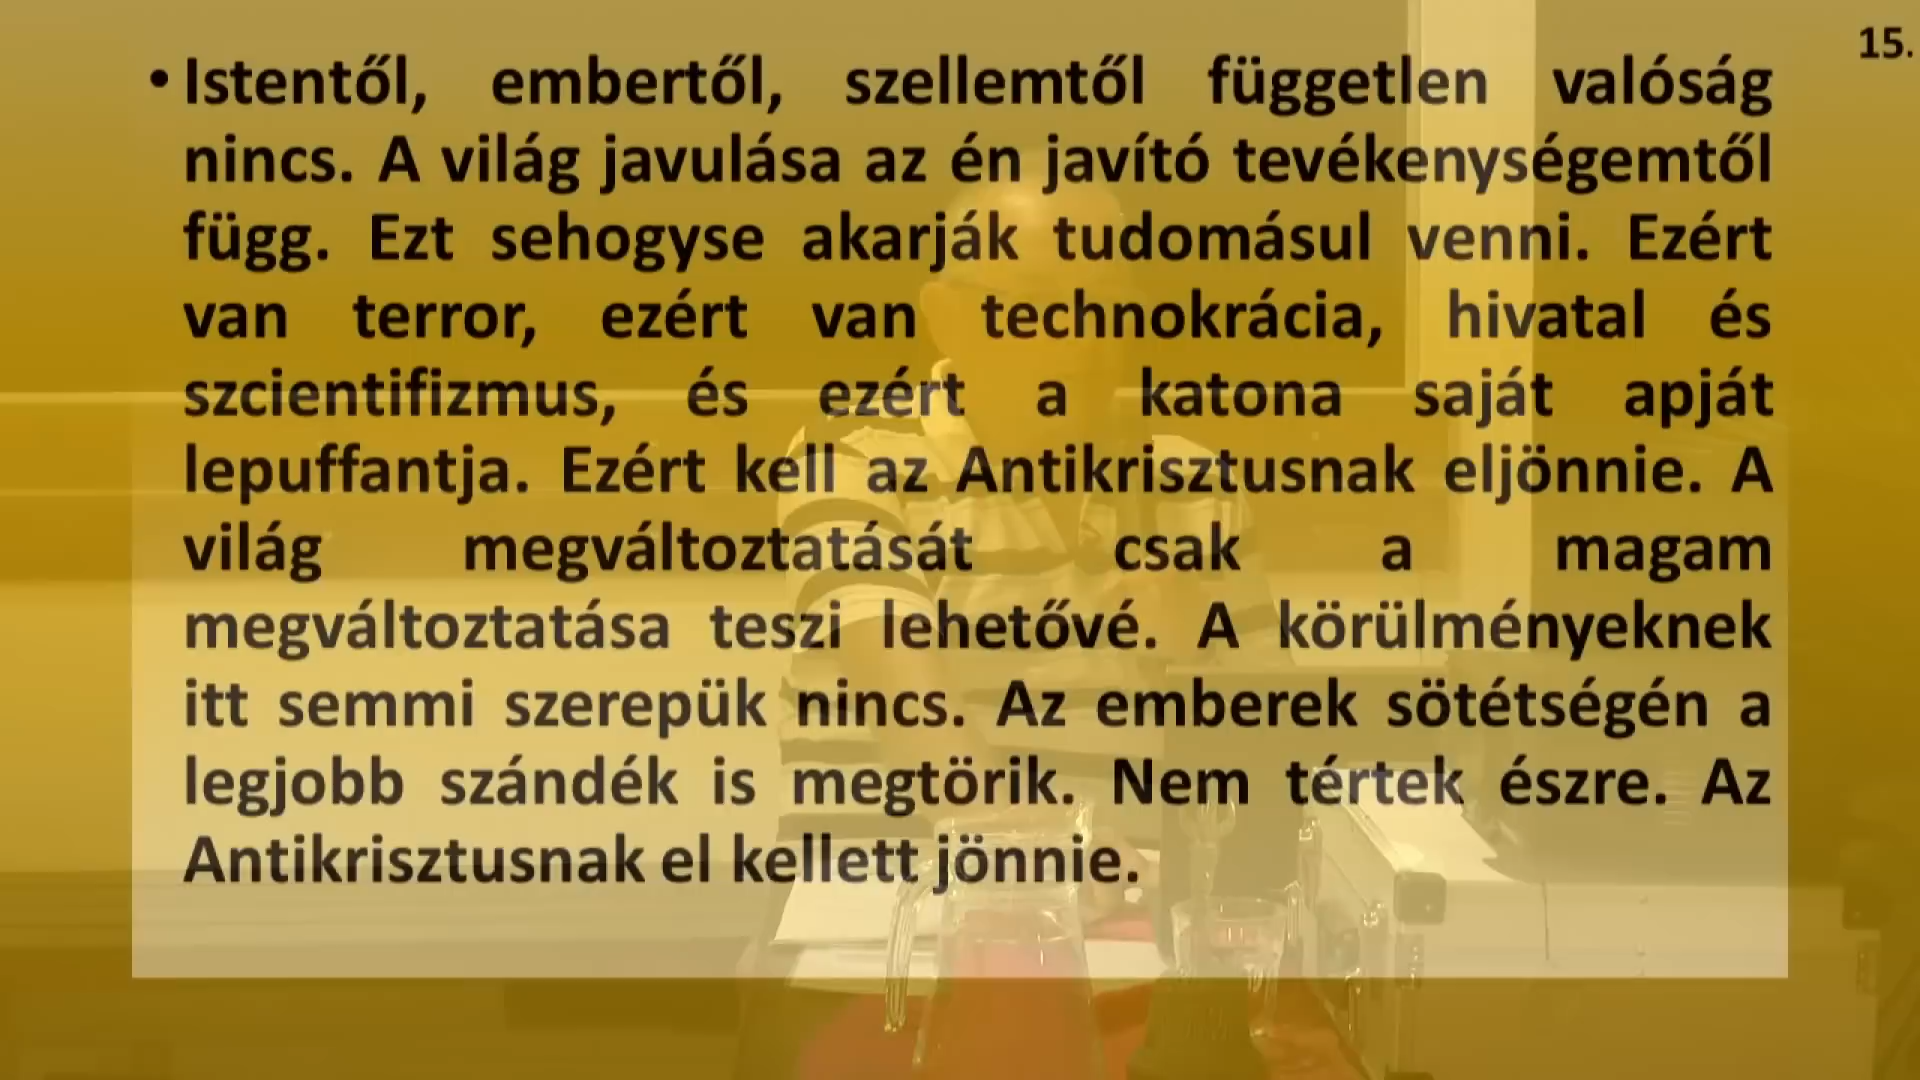 15.
• Istentől, embertől, szellemtől független valóság
nincs. A világ javulása az én javító tevékenységemtől
függ. Ezt sehogyse akarják tudomásul venni. Ezért
van terror, ezért van technokrácia, hivatal és
szcientifizmus, és ezért a katona saját apját
lepuffantja. Ezért kell az Antikrisztusnak eljönnie. A
világ megváltoztatását csak a magam
megváltoztatása teszi lehetővé. A körülményeknek
itt semmi szerepük nincs. Az emberek sötétségén a
legjobb szándék is megtörik. Nem tértek észre. Az
Antikrisztusnak el kellett jönnie.